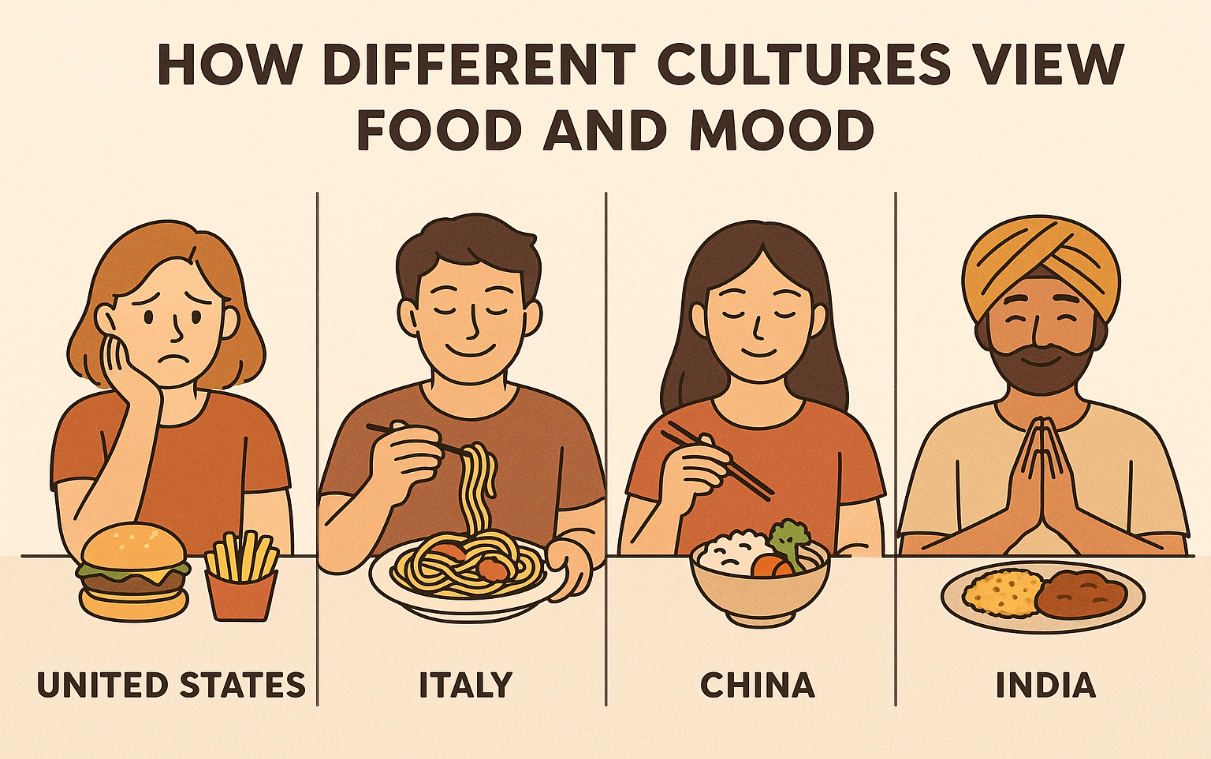 HOW DIFFERENT CULTURES VIEW
FOOD AND MOOD
UNITED STATES
ITALY
CHINA
INDIA